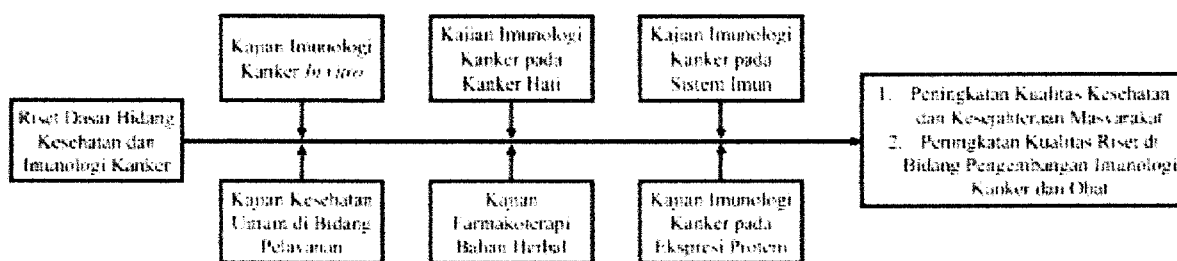 Riset Dasar Bidang
Kesehatan dan
Imunologi Kanker
Kajian Imunologi
Kanker In vitro
Kajian Imunologi
Kanker pada
Kanker Hati
Kajian Imunologi
Kanker pada
Sistem Imun
Kajian Kesehatan
Umum di Bidang
Pelayanan
Kajian
Farmakoterapi
Bahan Herbal
Kajian Imunologi
Kanker pada
Ekspresi Protein
1. Peningkatan Kualitas Kesehatan
dan Kesejahteraan Masyarakat
2. Peningkatan Kualitas Riset di
Bidang Pengembangan Imunologi
Kanker dan Obat